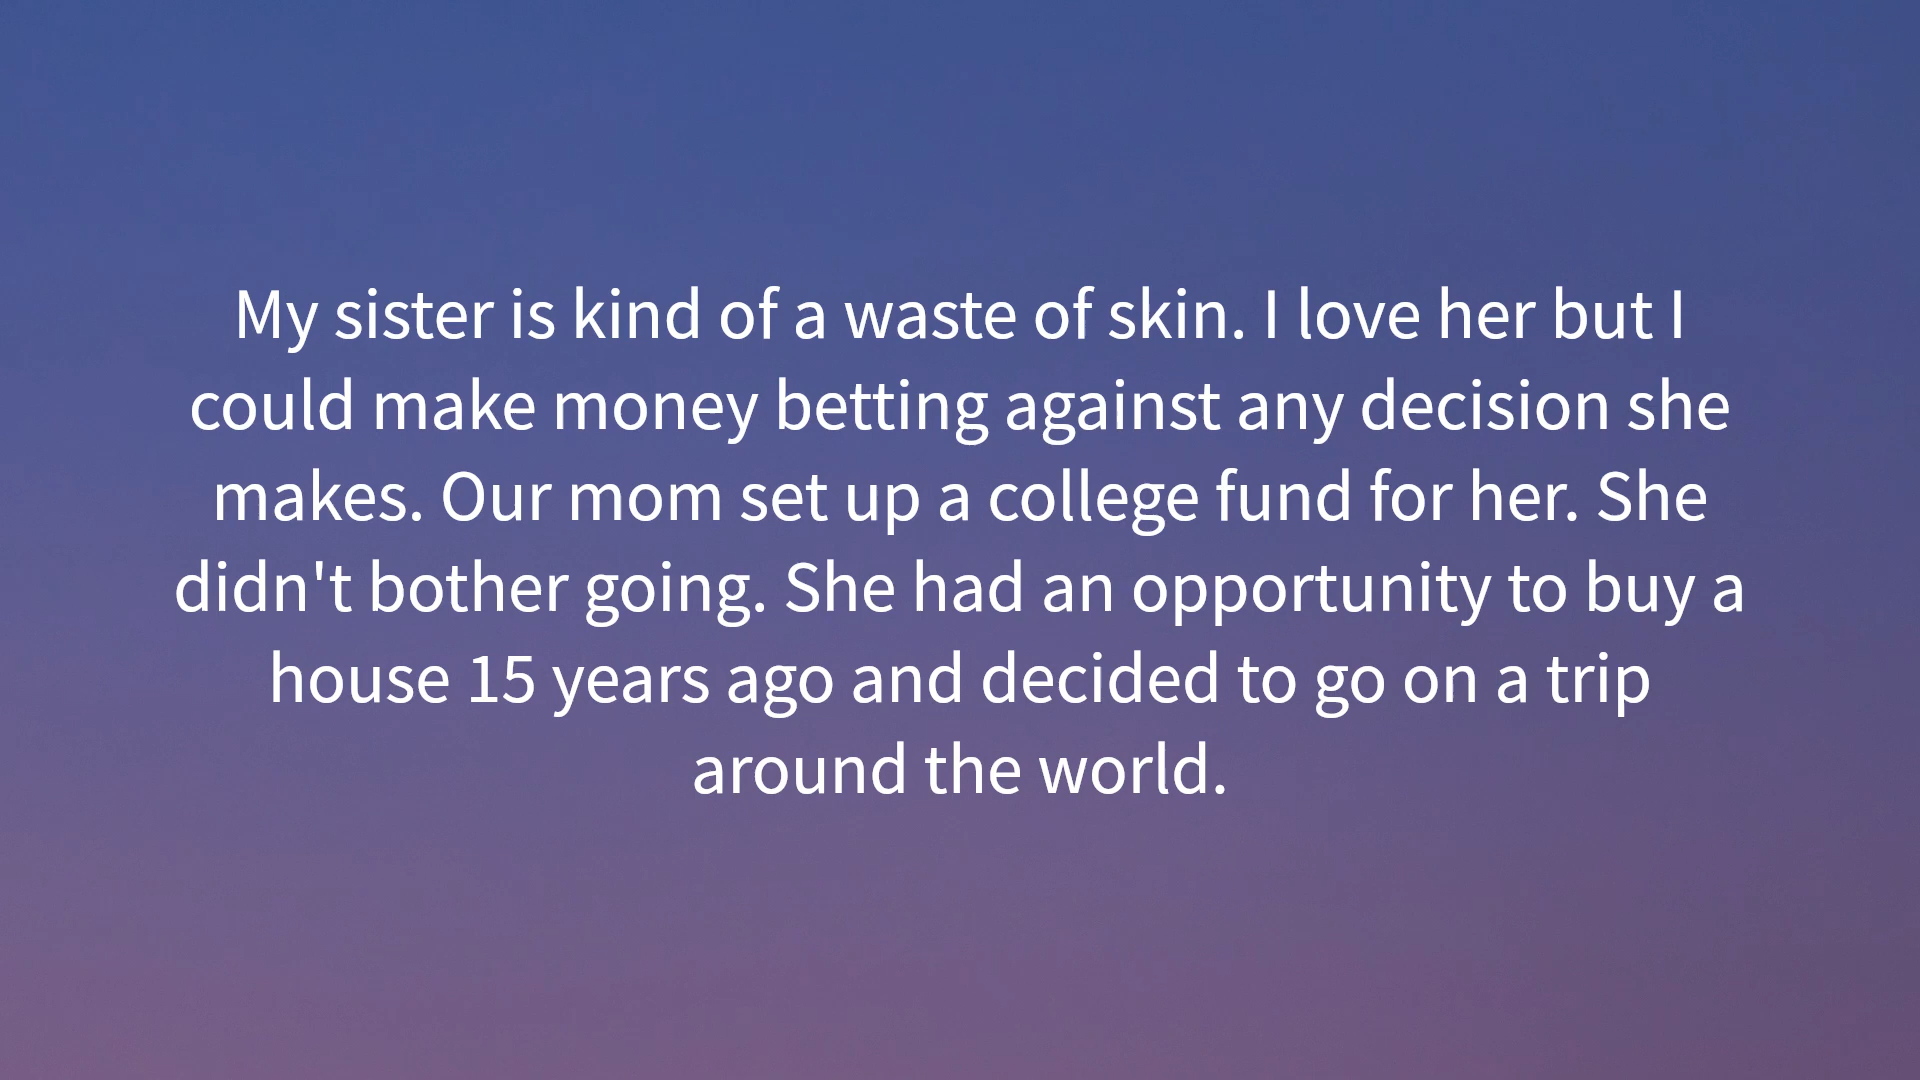 My sister is kind of a waste of skin. I love her but I
could make money betting against any decision she
makes. Our mom set up a college fund for her. She
didn't bother going. She had an opportunity to buy a
house 15 years ago and decided to go on a trip
around the world.